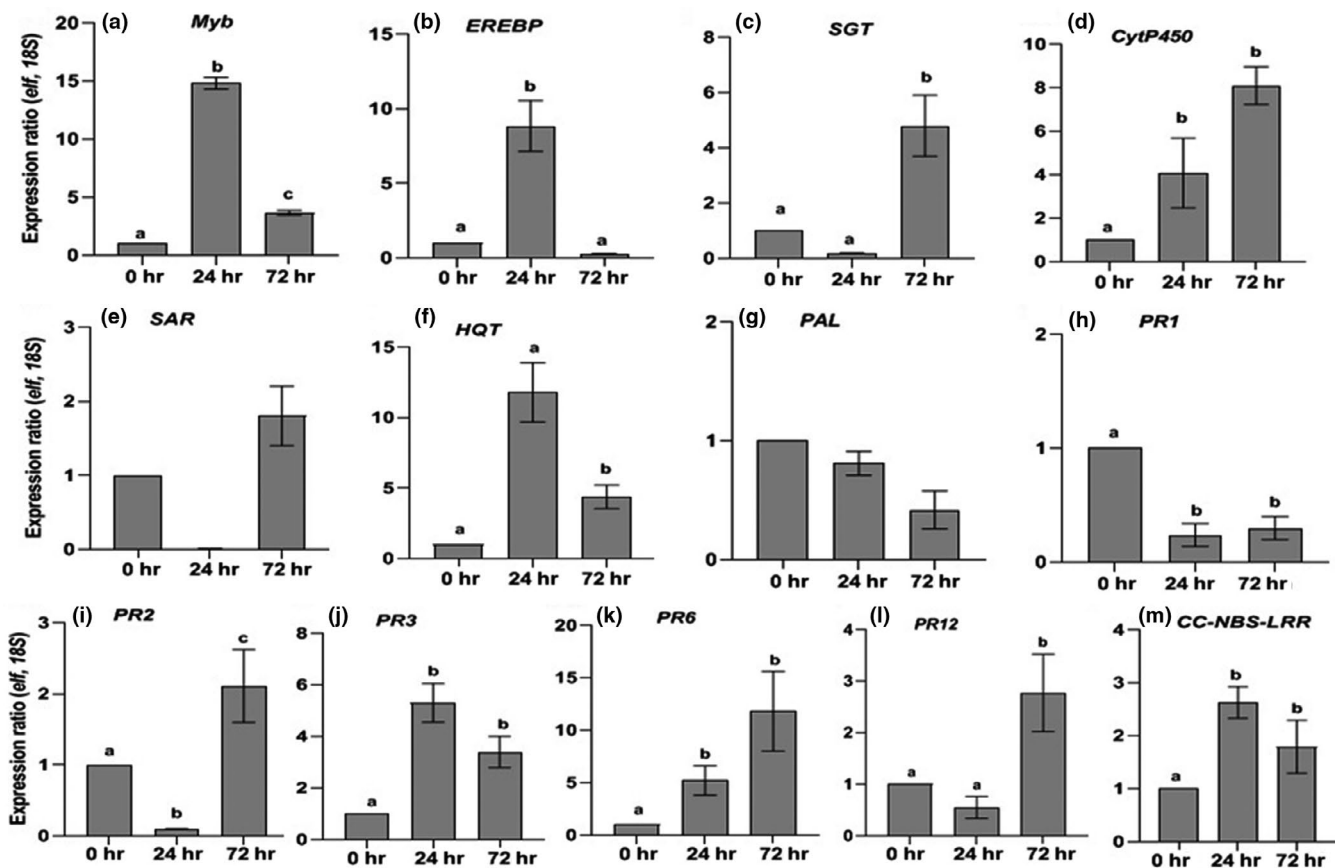 (a) Myb
Expression ratio (elf, 18S)
20
15
10
5
0
a
b
c
0 hr 24 hr 72 hr
(b) EREBP
15
10
5
0
a
b
a
0 hr 24 hr 72 hr
(c) SGT
8
6
4
2
0
a
a
b
0 hr 24 hr 72 hr
(d) CytP450
10
8
6
4
2
0
a
b
b
0 hr 24 hr 72 hr
(e) SAR
Expression ratio (elf, 18S)
3
2
1
0
0 hr 24 hr 72 hr
(f) HQT
15
10
5
0
a
a
b
0 hr 24 hr 72 hr
(g) PAL
2
1
0
0 hr 24 hr 72 hr
(h) PR1
2
1
0
a
b
b
0 hr 24 hr 72 hr
(i) PR2
Expression ratio (elf, 18S)
3
2
1
0
a
b
c
0 hr 24 hr 72 hr
(j) PR3
8
6
4
2
0
a
b
b
0 hr 24 hr 72 hr
(k) PR6
20
15
10
5
0
a
b
b
0 hr 24 hr 72 hr
(l) PR12
4
3
2
1
0
a
a
b
0 hr 24 hr 72 hr
(m) CC-NBS-LRR
4
3
2
1
0
a
b
b
0 hr 24 hr 72 hr